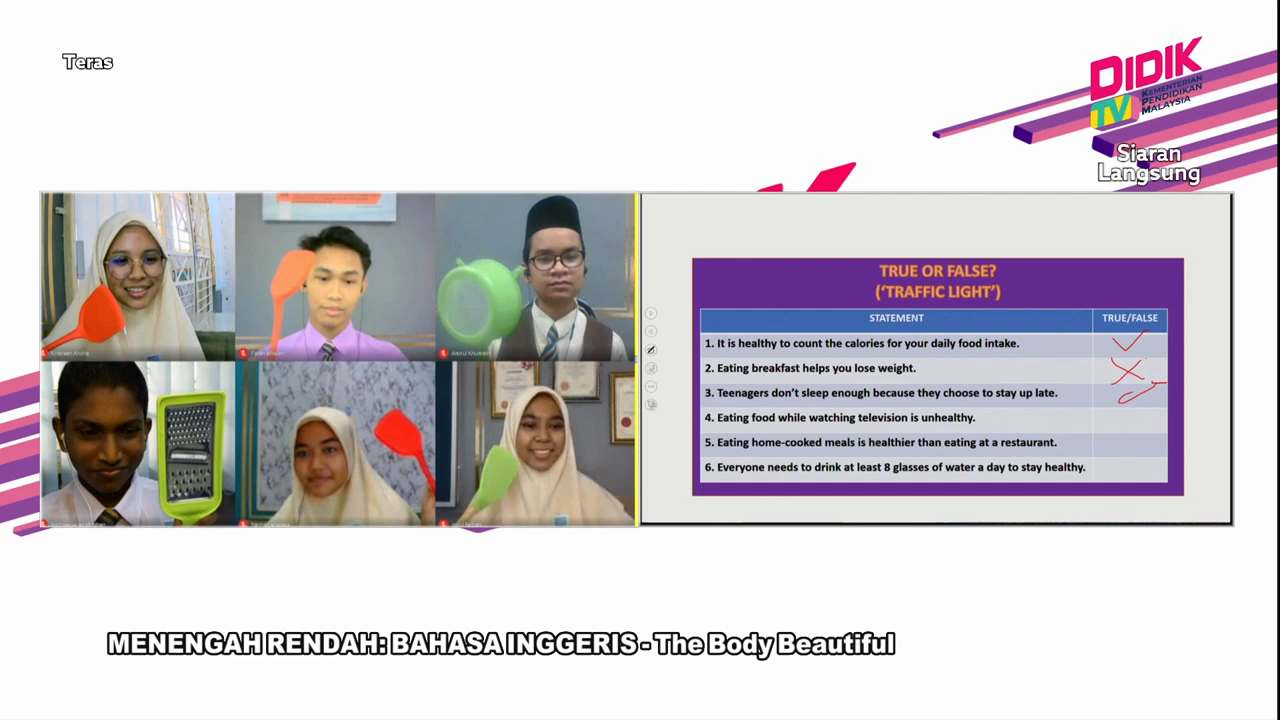 Teras
DIDIK
TV
KEMENTERIAN
PENDIDIKAN
MALAYSIA
Siaran
Langsung
TRUE OR FALSE?
('TRAFFIC LIGHT')
STATEMENT TRUE/FALSE
1. It is healthy to count the calories for your daily food intake.
2. Eating breakfast helps you lose weight.
3. Teenagers don't sleep enough because they choose to stay up late.
4. Eating food while watching television is unhealthy.
5. Eating home-cooked meals is healthier than eating at a restaurant.
6. Everyone needs to drink at least 8 glasses of water a day to stay healthy.
MENENGAH RENDAH: BAHASA INGGERIS - The Body Beautiful